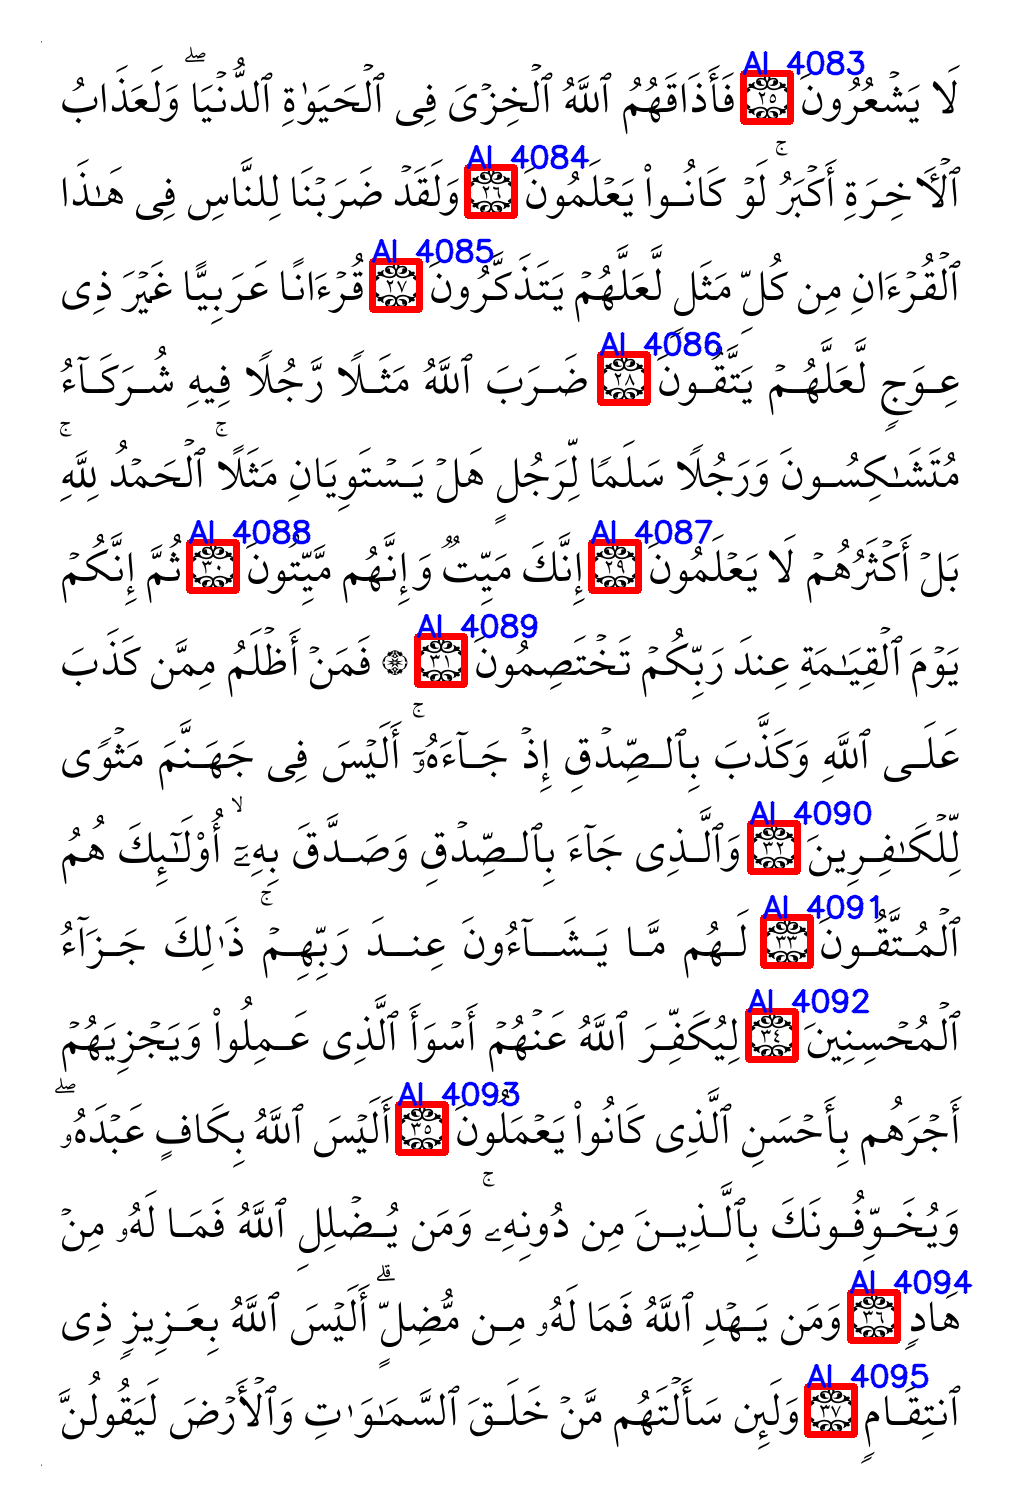 لَا يَشۡعُرُونَ AI 4083 ٢٥ فَأَذَاقَهُمُ ٱللَّهُ ٱلۡخِزۡىَ فِى ٱلۡحَيَوٰةِ ٱلدُّنۡيَاۖ وَلَعَذَابُ
ٱلۡأَخِرَةِ أَكۡبَرُۚ لَوۡ كَانُواْ يَعۡلَمُونَ AI 4084 ٢٦ وَلَقَدۡ ضَرَبۡنَا لِلنَّاسِ فِى هَـٰذَا
ٱلۡقُرۡءَانِ مِن كُلِّ مَثَلٍ لَّعَلَّهُمۡ يَتَذَكَّرُونَ AI 4085 ٢٧ قُرۡءَانًا عَرَبِيًّا غَيۡرَ ذِى
عِوَجٍ لَّعَلَّهُمۡ يَتَّقُونَ AI 4086 ٢٨ ضَرَبَ ٱللَّهُ مَثَلًا رَّجُلًا فِيهِ شُرَكَآءُ
مُتَشَـٰكِسُونَ وَرَجُلًا سَلَمًا لِّرَجُلٍ هَلۡ يَسۡتَوِيَانِ مَثَلًاۚ ٱلۡحَمۡدُ لِلَّهِۚ
بَلۡ أَكۡثَرُهُمۡ لَا يَعۡلَمُونَ AI 4087 ٢٩ إِنَّكَ مَيِّتٌ وَإِنَّهُم مَّيِّتُونَ AI 4088 ٣٠ ثُمَّ إِنَّكُمۡ
يَوۡمَ ٱلۡقِيَـٰمَةِ عِندَ رَبِّكُمۡ تَخۡتَصِمُونَ AI 4089 ٣١ ۞ فَمَنۡ أَظۡلَمُ مِمَّن كَذَبَ
عَلَى ٱللَّهِ وَكَذَّبَ بِٱلصِّدۡقِ إِذۡ جَآءَهُۥٓۚ أَلَيۡسَ فِى جَهَنَّمَ مَثۡوًى
لِّلۡكَـٰفِرِينَ AI 4090 ٣٢ وَٱلَّذِى جَآءَ بِٱلصِّدۡقِ وَصَدَّقَ بِهِۦٓۙ أُوْلَـٰٓئِكَ هُمُ
ٱلۡمُتَّقُونَ AI 4091 ٣٣ لَهُم مَّا يَشَآءُونَ عِندَ رَبِّهِمۡۚ ذَٰلِكَ جَزَآءُ
ٱلۡمُحۡسِنِينَ AI 4092 ٣٤ لِيُكَفِّرَ ٱللَّهُ عَنۡهُمۡ أَسۡوَأَ ٱلَّذِى عَمِلُواْ وَيَجۡزِيَهُمۡ
أَجۡرَهُم بِأَحۡسَنِ ٱلَّذِى كَانُواْ يَعۡمَلُونَ AI 4093 ٣٥ أَلَيۡسَ ٱللَّهُ بِكَافٍ عَبۡدَهُۥۖ
وَيُخَوِّفُونَكَ بِٱلَّذِينَ مِن دُونِهِۦۚ وَمَن يُضۡلِلِ ٱللَّهُ فَمَا لَهُۥ مِنۡ
هَادٍ AI 4094 ٣٦ وَمَن يَهۡدِ ٱللَّهُ فَمَا لَهُۥ مِن مُّضِلٍّۗ أَلَيۡسَ ٱللَّهُ بِعَزِيزٍ ذِى
ٱنتِقَامٍ AI 4095 ٣٧ وَلَئِن سَأَلۡتَهُم مَّنۡ خَلَقَ ٱلسَّمَـٰوَٰتِ وَٱلۡأَرۡضَ لَيَقُولُنَّ